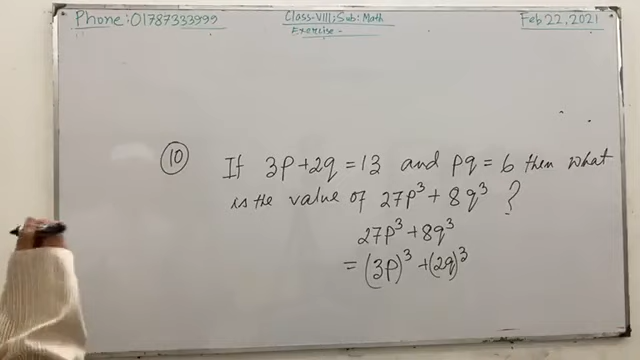 Phone: 01787333999
Class-VIII; Sub: Math
Exercise-
Feb 22, 2021
(10) If 3p+2q = 13 and pq = 6 then what
is the value of 27p³ + 8q³ ?
27p³ + 8q³
= (3p)³ + (2q)³